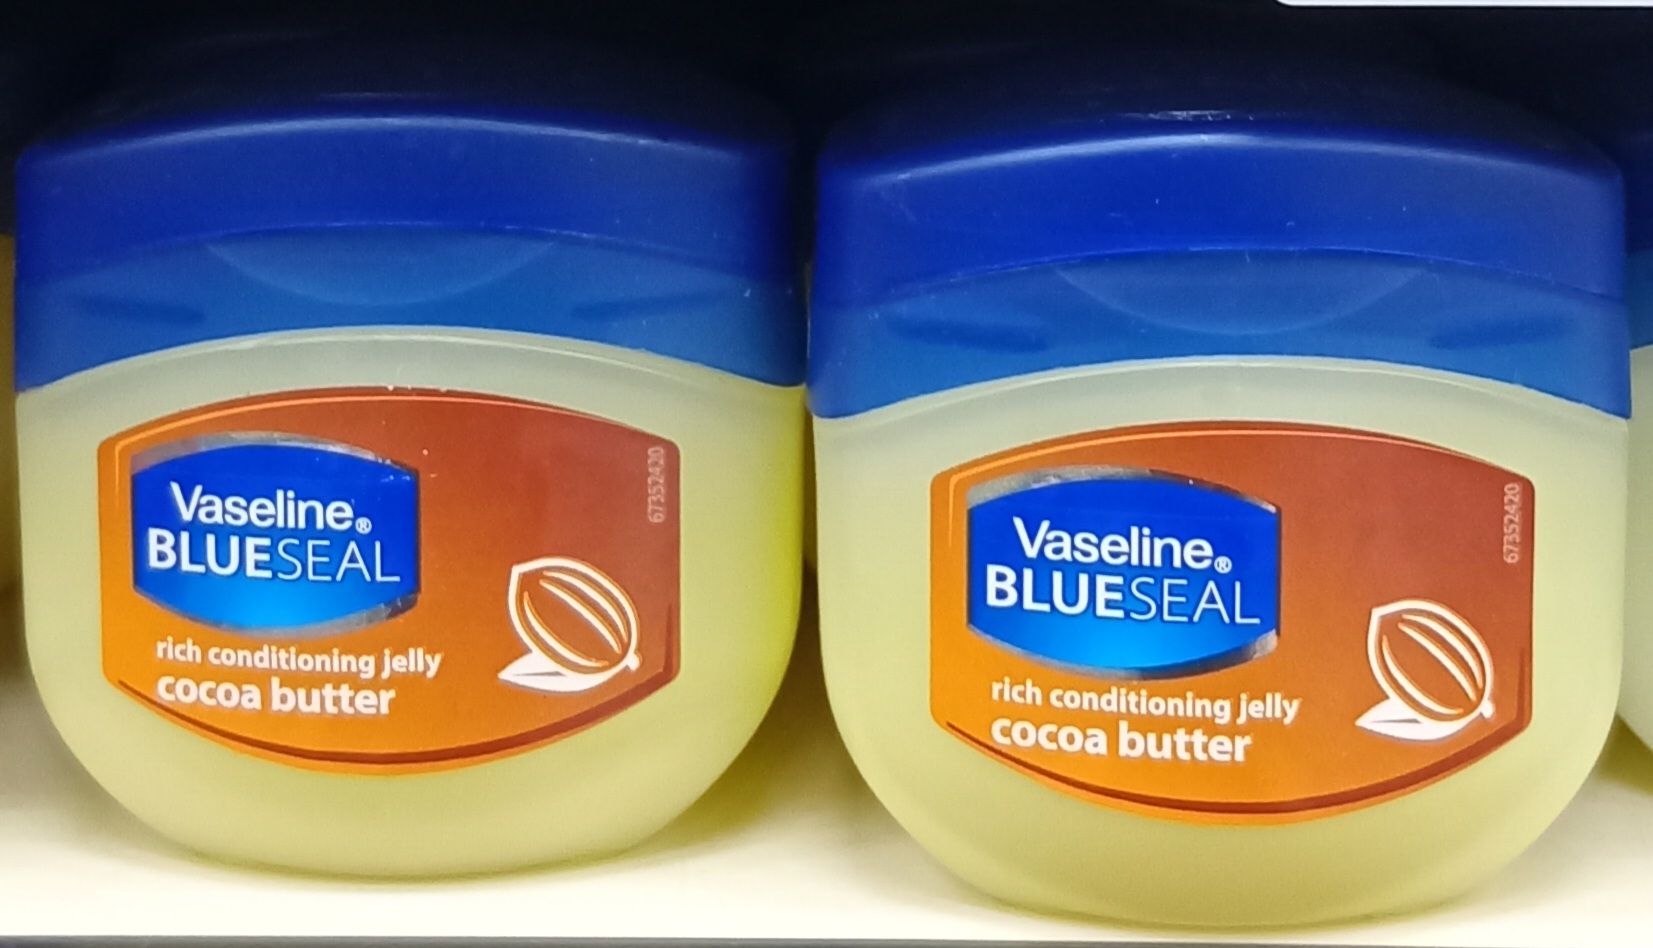 Vaseline®
BLUESEAL
rich conditioning jelly
cocoa butter
67352420
Vaseline®
BLUESEAL
rich conditioning jelly
cocoa butter
67352420